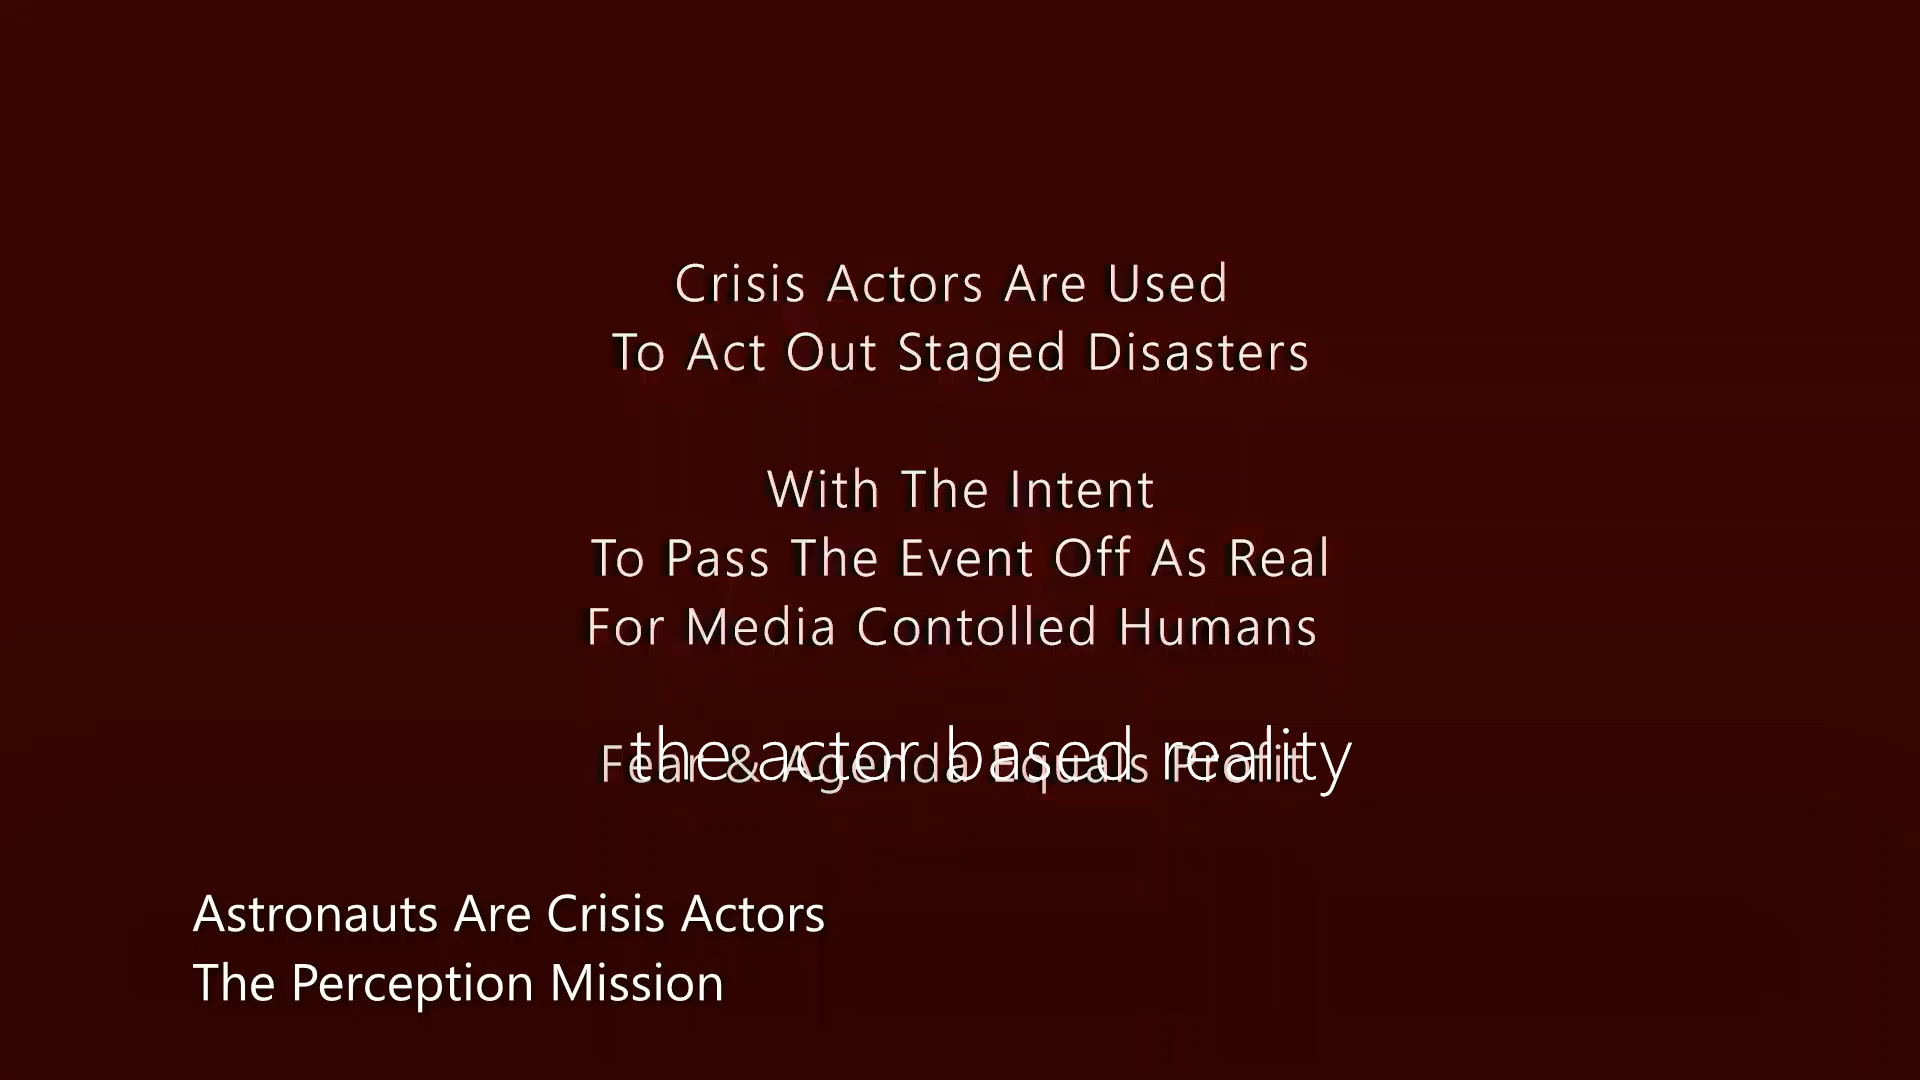 Crisis Actors Are Used
To Act Out Staged Disasters
With The Intent
To Pass The Event Off As Real
For Media Contolled Humans
the actor based reality
Fear & Agenda Equals Profit
Astronauts Are Crisis Actors
The Perception Mission